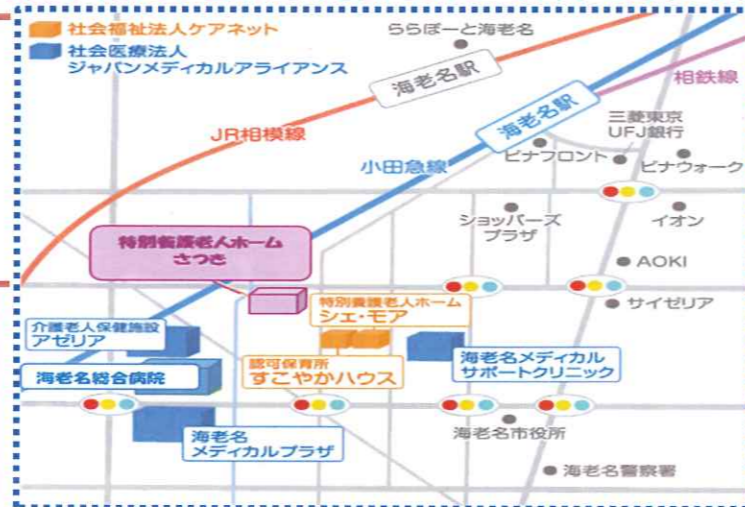 社会福祉法人ケアネット
社会医療法人
ジャパンメディカルアライアンス
ららぽーと海老名
海老名駅
相鉄線
海老名駅
JR相模線
三菱東京
UFJ銀行
小田急線
ビナフロント
ビナウォーク
ショッパーズ
プラザ
イオン
特別養護老人ホーム
さつき
AOKI
特別養護老人ホーム
シェ・モア
サイゼリア
介護老人保健施設
アゼリア
認可保育所
すこやかハウス
海老名メディカル
サポートクリニック
海老名総合病院
海老名
メディカルプラザ
海老名市役所
海老名警察署